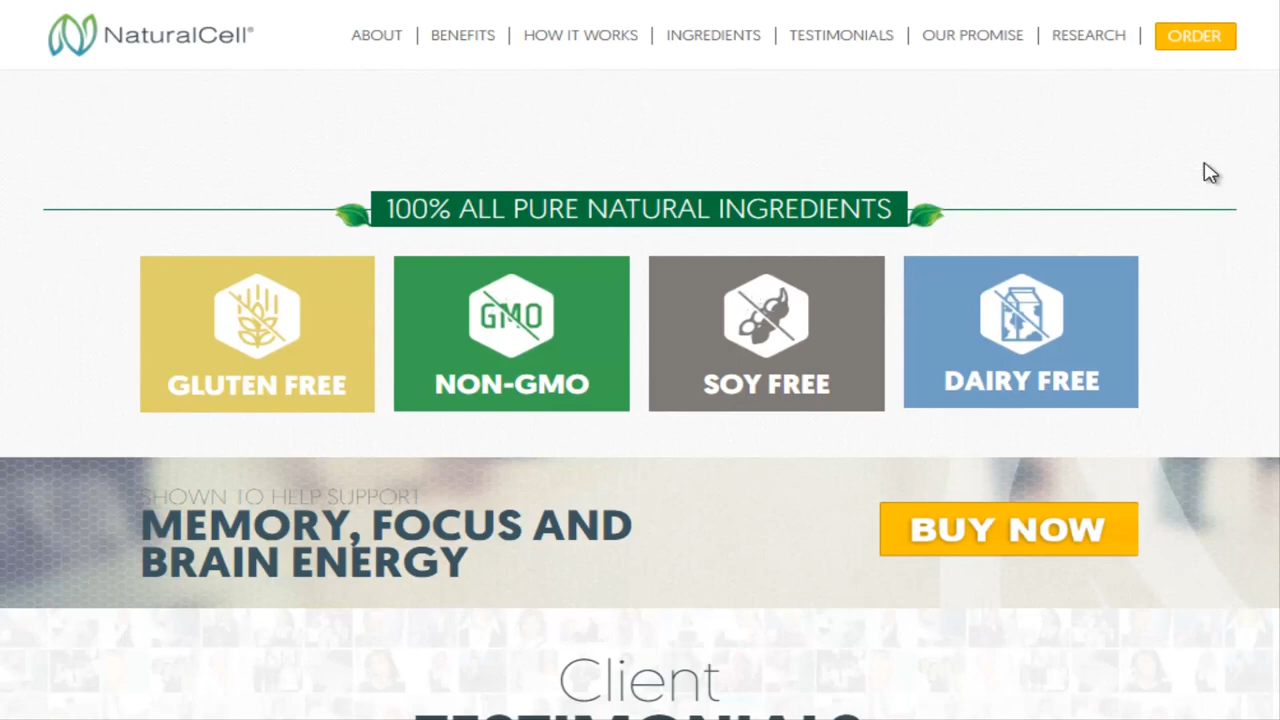 NaturalCell®
ABOUT | BENEFITS | HOW IT WORKS | INGREDIENTS | TESTIMONIALS | OUR PROMISE | RESEARCH | ORDER
100% ALL PURE NATURAL INGREDIENTS
GLUTEN FREE
GMO
NON-GMO
SOY FREE
DAIRY FREE
SHOWN TO HELP SUPPORT
MEMORY, FOCUS AND
BRAIN ENERGY
BUY NOW
Client
TESTIMONIALS